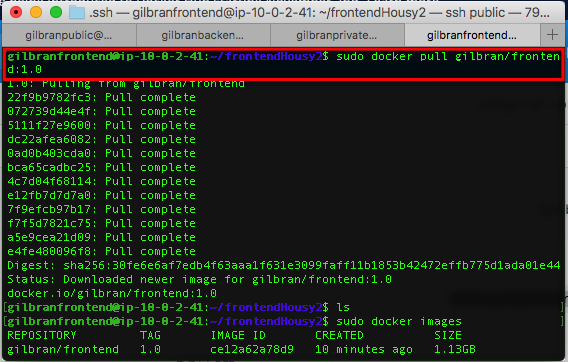 .ssh — gilbranfrontend@ip-10-0-2-41: ~/frontendHousy2 — ssh public — 79...
gilbranpublic@... gilbranbacken... gilbranprivate... gilbranfrontend... +
gilbranfrontend@ip-10-0-2-41:~/frontendHousy2$ sudo docker pull gilbran/fronten
d:1.0
1.0: Pulling from gilbran/frontend
22f9b9782fc3: Pull complete
072739d44e4f: Pull complete
5111f27e9600: Pull complete
dc22afea6082: Pull complete
0ad0b403cda0: Pull complete
bca65cadbc25: Pull complete
4c7d04f68114: Pull complete
e12fb7d7d7a0: Pull complete
7f9efcb97b17: Pull complete
f7f5d7821c75: Pull complete
a5e9cea21d09: Pull complete
e4fe480096f8: Pull complete
Digest: sha256:30fe6e6af7edb4f63aaa1f631e3099faff11b1853b42472effb775d1ada01e44
Status: Downloaded newer image for gilbran/frontend:1.0
docker.io/gilbran/frontend:1.0
[gilbranfrontend@ip-10-0-2-41:~/frontendHousy2$ ls ]
[gilbranfrontend@ip-10-0-2-41:~/frontendHousy2$ sudo docker images ]
REPOSITORY TAG IMAGE ID CREATED SIZE
gilbran/frontend 1.0 ce12a62a78d9 10 minute ago 1.13GB